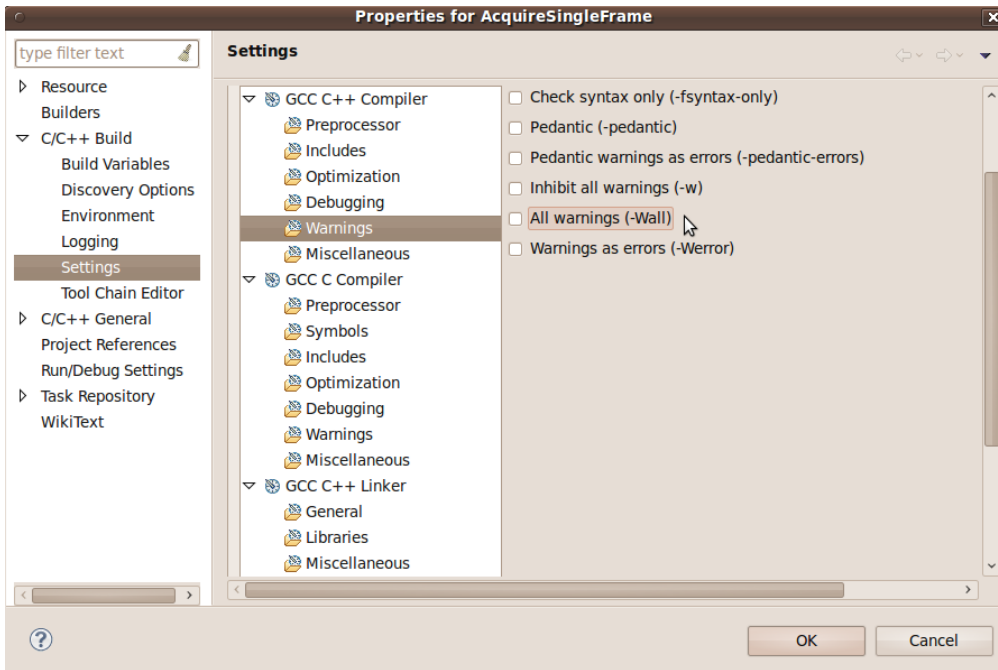 Properties for AcquireSingleFrame
type filter text
Resource
Builders
C/C++ Build
Build Variables
Discovery Options
Environment
Logging
Settings
Tool Chain Editor
C/C++ General
Project References
Run/Debug Settings
Task Repository
WikiText
Settings
GCC C++ Compiler
Preprocessor
Includes
Optimization
Debugging
Warnings
Miscellaneous
GCC C Compiler
Preprocessor
Symbols
Includes
Optimization
Debugging
Warnings
Miscellaneous
GCC C++ Linker
General
Libraries
Miscellaneous
Check syntax only (-fsyntax-only)
Pedantic (-pedantic)
Pedantic warnings as errors (-pedantic-errors)
Inhibit all warnings (-w)
All warnings (-Wall)
Warnings as errors (-Werror)
OK
Cancel